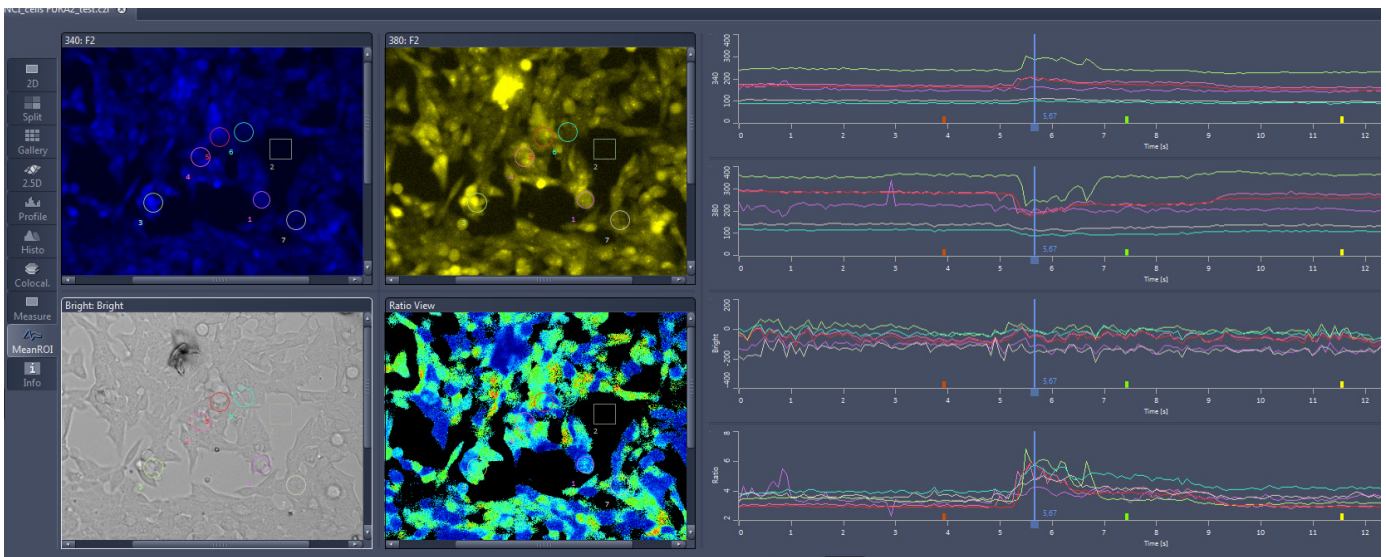 NCI_cells FURA2_test.czi
2D
Split
Gallery
2.5D
Profile
Histo
Colocal.
Measure
MeanROI
Info
340: F2
5
6
2
4
3
1
7
380: F2
6
2
1
7
Bright: Bright
Ratio View
2
1
340
0 100 200 300 400
5,67
0 1 2 3 4 5 6 7 8 9 10 11 12
Time [s]
380
0 100 200 300 400
5,67
0 1 2 3 4 5 6 7 8 9 10 11 12
Time [s]
Bright
-400 -200 0 200
5,67
0 1 2 3 4 5 6 7 8 9 10 11 12
Time [s]
Ratio
2 4 6 8
5,67
0 1 2 3 4 5 6 7 8 9 10 11 12
Time [s]